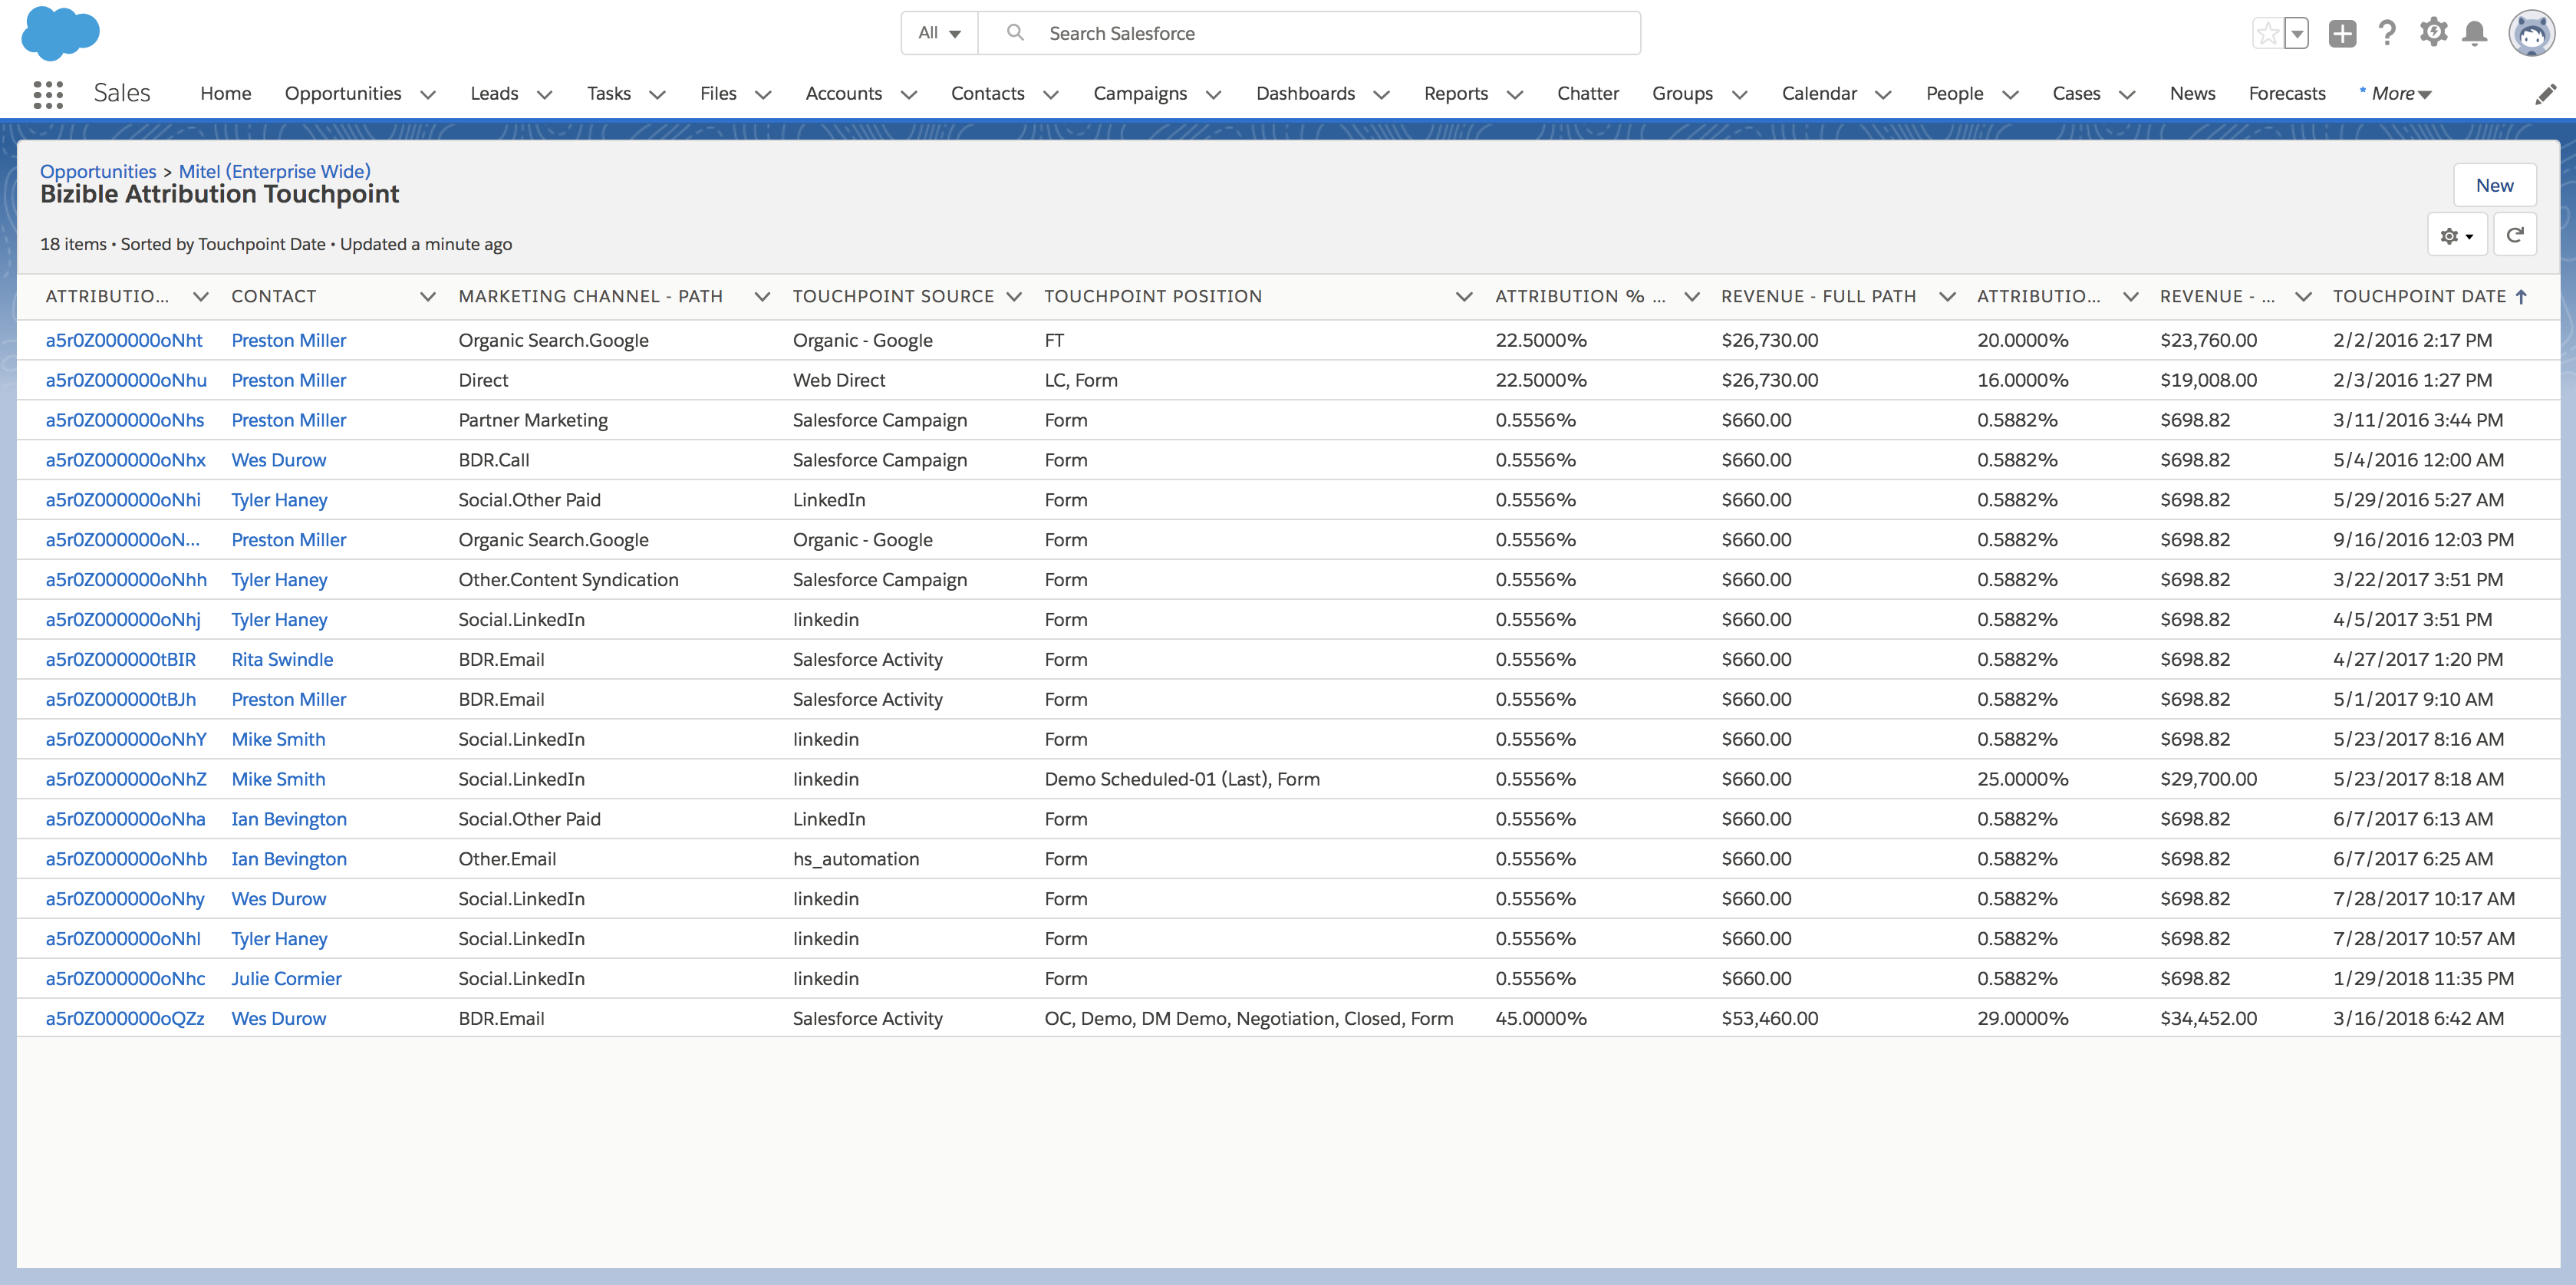 All Search Salesforce
Sales Home Opportunities Leads Tasks Files Accounts Contacts Campaigns Dashboards Reports Chatter Groups Calendar People Cases News Forecasts * More
Opportunities > Mitel (Enterprise Wide)
Bizible Attribution Touchpoint
New
18 items • Sorted by Touchpoint Date • Updated a minute ago
ATTRIBUTIO... CONTACT MARKETING CHANNEL - PATH TOUCHPOINT SOURCE TOUCHPOINT POSITION ATTRIBUTION % ... REVENUE - FULL PATH ATTRIBUTIO... REVENUE - ... TOUCHPOINT DATE ↑
a5r0Z000000oNht Preston Miller Organic Search.Google Organic - Google FT 22.5000% $26,730.00 20.0000% $23,760.00 2/2/2016 2:17 PM
a5r0Z000000oNhu Preston Miller Direct Web Direct LC, Form 22.5000% $26,730.00 16.0000% $19,008.00 2/3/2016 1:27 PM
a5r0Z000000oNhs Preston Miller Partner Marketing Salesforce Campaign Form 0.5556% $660.00 0.5882% $698.82 3/11/2016 3:44 PM
a5r0Z000000oNhx Wes Durow BDR.Call Salesforce Campaign Form 0.5556% $660.00 0.5882% $698.82 5/4/2016 12:00 AM
a5r0Z000000oNhi Tyler Haney Social.Other Paid LinkedIn Form 0.5556% $660.00 0.5882% $698.82 5/29/2016 5:27 AM
a5r0Z000000oN... Preston Miller Organic Search.Google Organic - Google Form 0.5556% $660.00 0.5882% $698.82 9/16/2016 12:03 PM
a5r0Z000000oNhh Tyler Haney Other.Content Syndication Salesforce Campaign Form 0.5556% $660.00 0.5882% $698.82 3/22/2017 3:51 PM
a5r0Z000000oNhj Tyler Haney Social.LinkedIn linkedin Form 0.5556% $660.00 0.5882% $698.82 4/5/2017 3:51 PM
a5r0Z000000tBIR Rita Swindle BDR.Email Salesforce Activity Form 0.5556% $660.00 0.5882% $698.82 4/27/2017 1:20 PM
a5r0Z000000tBJh Preston Miller BDR.Email Salesforce Activity Form 0.5556% $660.00 0.5882% $698.82 5/1/2017 9:10 AM
a5r0Z000000oNhY Mike Smith Social.LinkedIn linkedin Form 0.5556% $660.00 0.5882% $698.82 5/23/2017 8:16 AM
a5r0Z000000oNhZ Mike Smith Social.LinkedIn linkedin Demo Scheduled-01 (Last), Form 0.5556% $660.00 25.0000% $29,700.00 5/23/2017 8:18 AM
a5r0Z000000oNha Ian Bevington Social.Other Paid LinkedIn Form 0.5556% $660.00 0.5882% $698.82 6/7/2017 6:13 AM
a5r0Z000000oNhb Ian Bevington Other.Email hs_automation Form 0.5556% $660.00 0.5882% $698.82 6/7/2017 6:25 AM
a5r0Z000000oNhy Wes Durow Social.LinkedIn linkedin Form 0.5556% $660.00 0.5882% $698.82 7/28/2017 10:17 AM
a5r0Z000000oNhl Tyler Haney Social.LinkedIn linkedin Form 0.5556% $660.00 0.5882% $698.82 7/28/2017 10:57 AM
a5r0Z000000oNhc Julie Cormier Social.LinkedIn linkedin Form 0.5556% $660.00 0.5882% $698.82 1/29/2018 11:35 PM
a5r0Z000000oQZz Wes Durow BDR.Email Salesforce Activity OC, Demo, DM Demo, Negotiation, Closed, Form 45.0000% $53,460.00 29.0000% $34,452.00 3/16/2018 6:42 AM